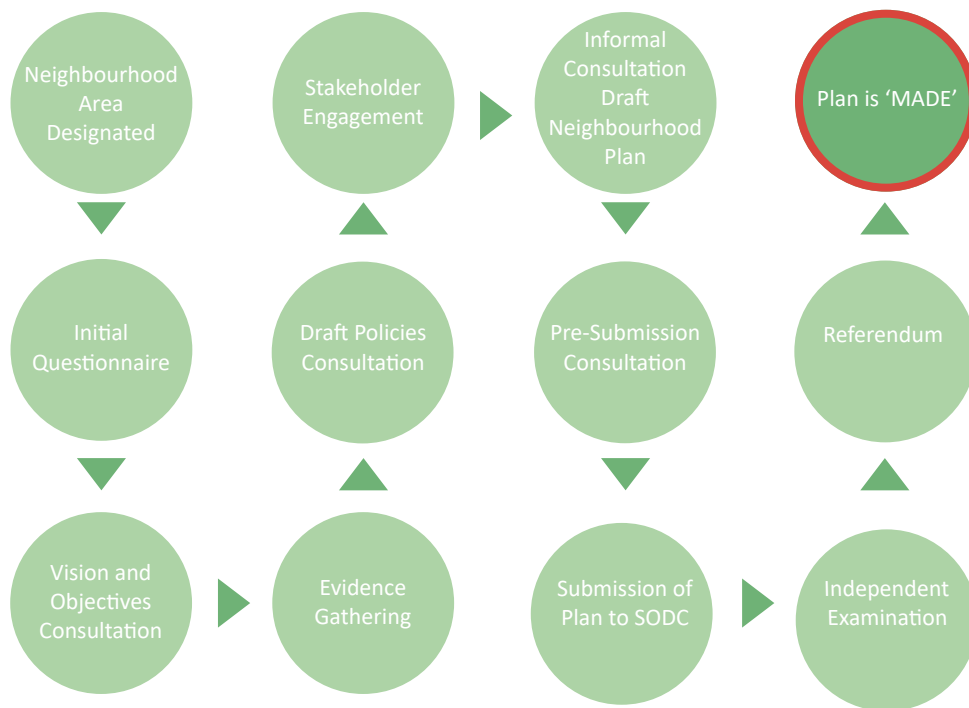 Neighbourhood
Area
Designated
Initial
Questionnaire
Vision and
Objectives
Consultation
Evidence
Gathering
Draft Policies
Consultation
Stakeholder
Engagement
Informal
Consultation
Draft
Neighbourhood
Plan
Pre-Submission
Consultation
Submission of
Plan to SODC
Independent
Examination
Referendum
Plan is ‘MADE’